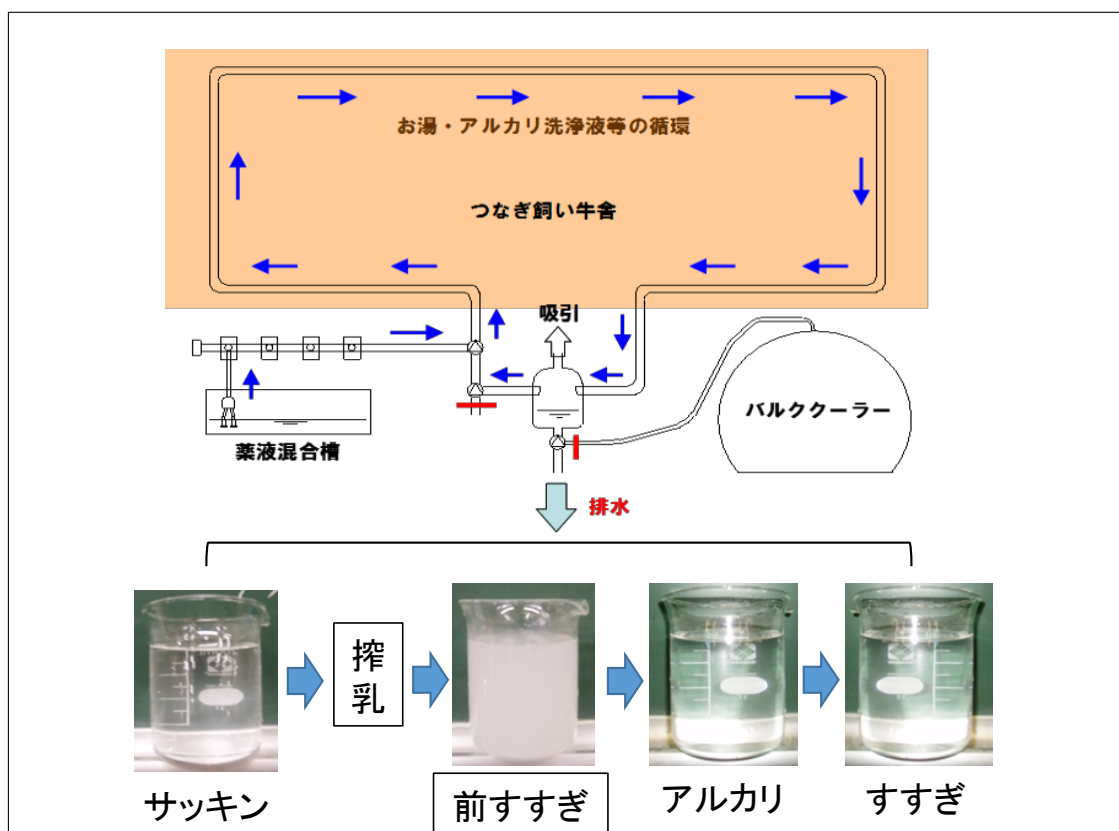 お湯・アルカリ洗浄液等の循環
つなぎ飼い牛舎
吸引
バルククーラー
薬液混合槽
排水
搾乳
サッキン
前すすぎ
アルカリ
すすぎ